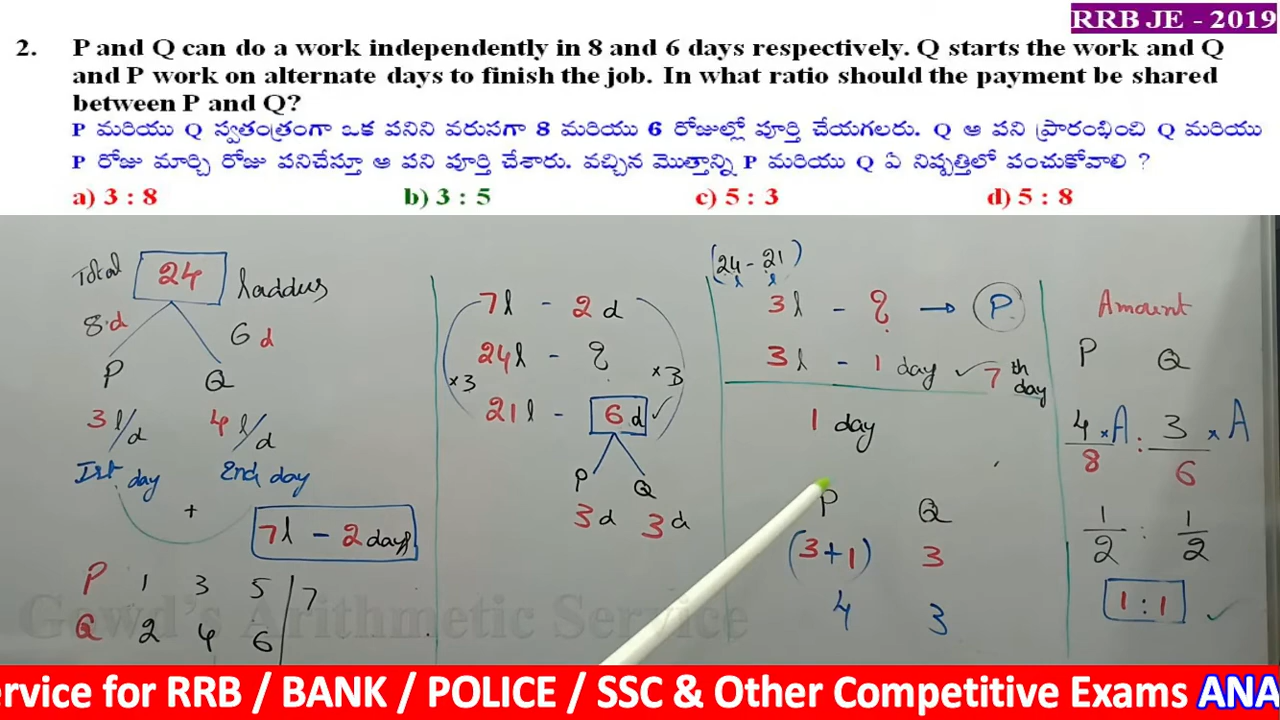 RRB JE - 2019
2. P and Q can do a work independently in 8 and 6 days respectively. Q starts the work and Q
and P work on alternate days to finish the job. In what ratio should the payment be shared
between P and Q?
P మరియు Q స్వతంత్రంగా ఒక పనిని వరుసగా 8 మరియు 6 రోజుల్లో పూర్తి చేయగలరు. Q ఆ పని ప్రారంభించి Q మరియు
P రోజు మార్చి రోజు పనిచేస్తూ ఆ పని పూర్తి చేశారు. వచ్చిన మొత్తాన్ని P మరియు Q ఏ నిష్పత్తిలో పంచుకోవాలి ?
a) 3 : 8 b) 3 : 5 c) 5 : 3 d) 5 : 8
Total 24 laddus
8.d 6 d
P Q
3 l/d 4 l/d
Ist day IInd day
+
7l - 2 days
P 1 3 5 7
Q 2 4 6
7l - 2 d
24l - ?
×3 ×3
21 l - 6 d
P Q
3 d 3 d
(24 - 21)
l l
3 l - ? → P.
3 l - 1 day 7th day
1 day
P Q
(3+1) 3
4 3
Amount
P Q
4/8 × A : 3/6 × A
1/2 : 1/2
1 : 1
Gowd's Arithmetic Service
ervice for RRB / BANK / POLICE / SSC & Other Competitive Exams ANA